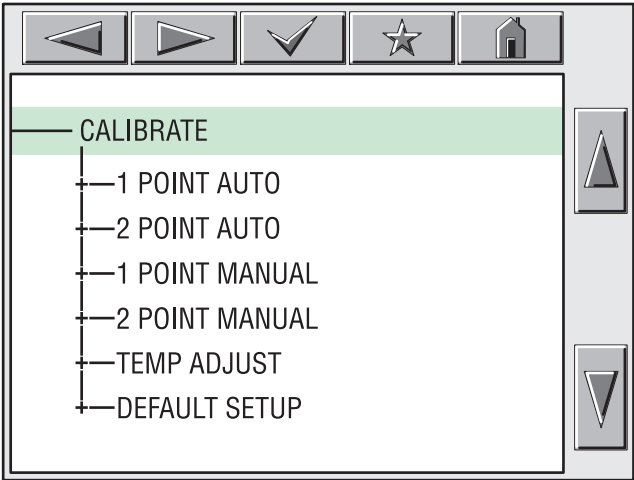 CALIBRATE
1 POINT AUTO
2 POINT AUTO
1 POINT MANUAL
2 POINT MANUAL
TEMP ADJUST
DEFAULT SETUP